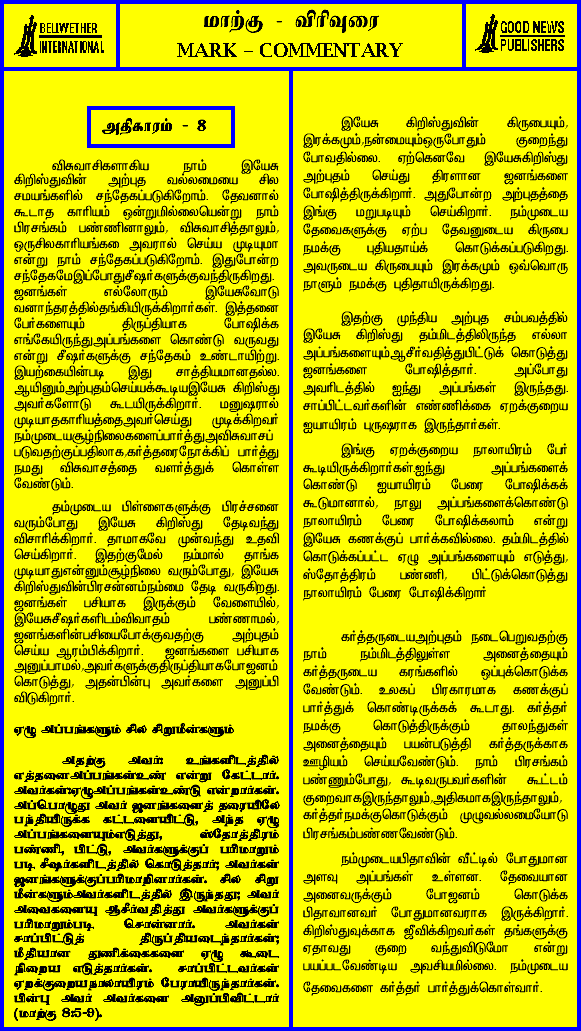 BELIWETHER
INTERNATIONAL
மாற்கு - விரிவுரை
MARK – COMMENTARY
GOOD NEWS
PUBLISHERS
அதிகாரம் - 8
விசுவாசிகளாகிய நாம் இயேசு
கிறிஸ்துவின் அற்புத வல்லமையை சில
சமயங்களில் சந்தேகப்படுகிறோம். தேவனால்
கூடாத காரியம் ஒன்றுமில்லையென்று நாம்
பிரசங்கம் பண்ணினாலும், விசுவாசித்தாலும்,
ஒருசிலகாரியங்கை அவரால் செய்ய முடியுமா
என்று நாம் சந்தேகப்படுகிறோம். இதுபோன்ற
சந்தேகமேஇப்போதுசீஷர்களுக்குவந்திருகிறது.
ஜனங்கள் எல்லோரும் இயேசுவோடு
வனாந்தரத்தில்தங்கியிருக்கிறார்கள். இத்தனை
பேர்களையும் திருப்தியாக போஷிக்க
எங்கேயிருந்துஅப்பங்களை கொண்டு வருவது
என்று சீஷர்களுக்கு சந்தேகம் உண்டாயிற்று.
இயற்கையின்படி இது சாத்தியமானதல்ல.
ஆயினும்அற்புதம்செய்யக்கூடியஇயேசு கிறிஸ்து
அவர்களோடு கூடயிருக்கிறார். மனுஷரால்
முடியாதகாரியத்தைஅவர்செய்து முடிக்கிறவர்
நம்முடையசூழ்நிலைகளைப்பார்த்துஅவிசுவாசப்
படுவதற்குப்பதிலாக,கர்த்தரைநோக்கிப் பார்த்து
நமது விசுவாசத்தை வளர்த்துக் கொள்ள
வேண்டும்.
தம்முடைய பிள்ளைகளுக்கு பிரச்சனை
வரும்போது இயேசு கிறிஸ்து தேடிவந்து
விசாரிக்கிறார். தாமாகவே முன்வந்து உதவி
செய்கிறார். இதற்குமேல் நம்மால் தாங்க
முடியாதுஎன்னும்சூழ்நிலை வரும்போது, இயேசு
கிறிஸ்துவின்பிரசன்னம்நம்மை தேடி வருகிறது.
ஜனங்கள் பசியாக இருக்கும் வேளையில்,
இயேசுசீஷர்களிடம்விவாதம் பண்ணாமல்,
ஜனங்களின்பசியைபோக்குவதற்கு அற்புதம்
செய்ய ஆரம்பிக்கிறார். ஜனங்களை பசியாக
அனுப்பாமல்,அவர்களுக்குதிருப்தியாகபோஜனம்
கொடுத்து, அதன்பின்பு அவர்களை அனுப்பி
விடுகிறார்.
ஏழு அப்பங்களும் சில சிறுமீன்களும்
அதற்கு அவர்: உங்களிடத்தில்
எத்தனைஅப்பங்கள்உண் என்று கேட்டார்.
அவர்கள்:ஏழுஅப்பங்கள்உண்டு என்றார்கள்.
அப்பொழுது அவர் ஜனங்களைத் தரையிலே
பந்தியிருக்க கட்டளையிட்டு, அந்த ஏழு
அப்பங்களையும்எடுத்து, ஸ்தோத்திரம்
பண்ணி, பிட்டு, அவர்களுக்குப் பரிமாறும்
படி சீஷர்களிடத்தில் கொடுத்தார்; அவர்கள்
ஜனங்களுக்குப்பரிமாறினார்கள். சில சிறு
மீன்களும்அவர்களிடத்தில் இருந்தது; அவர்
அவைகளையு ஆசீர்வதித்து அவர்களுக்குப்
பரிமாறும்படி சொன்னார். அவர்கள்
சாப்பிட்டுத் திருப்தியடைந்தார்கள்;
மீதியான துணிக்கைகளை ஏழு கூடை
நிறைய எடுத்தார்கள். சாப்பிட்டவர்கள்
ஏறக்குறையநாலாயிரம் பேராயிருந்தார்கள்.
பின்பு அவர் அவர்களை அனுப்பிவிட்டார்
(மாற்கு 8:5-9).
இயேசு கிறிஸ்துவின் கிருபையும்,
இரக்கமும்,நன்மையும்ஒருபோதும் குறைந்து
போவதில்லை. ஏற்கெனவே இயேசுகிறிஸ்து
அற்புதம் செய்து திரளான ஜனங்களை
போஷித்திருக்கிறார். அதுபோன்ற அற்புதத்தை
இங்கு மறுபடியும் செய்கிறார். நம்முடைய
தேவைகளுக்கு ஏற்ப தேவனுடைய கிருபை
நமக்கு புதியதாய்க் கொடுக்கப்படுகிறது.
அவருடைய கிருபையும் இரக்கமும் ஒவ்வொரு
நாளும் நமக்கு புதிதாயிருக்கிறது.
இதற்கு முந்திய அற்புத சம்பவத்தில்
இயேசு கிறிஸ்து தம்மிடத்திலிருந்த எல்லா
அப்பங்களையும்ஆசீர்வதித்துபிட்டுக் கொடுத்து
ஜனங்களை போஷித்தார். அப்போது
அவரிடத்தில் ஐந்து அப்பங்கள் இருந்தது.
சாப்பிட்டவர்களின் எண்ணிக்கை ஏறக்குறைய
ஐயாயிரம் புருஷராக இருந்தார்கள்.
இங்கு ஏறக்குறைய நாலாயிரம் பேர்
கூடியிருக்கிறார்கள்.ஐந்து அப்பங்களைக்
கொண்டு ஐயாயிரம் பேரை போஷிக்கக்
கூடுமானால், நாலு அப்பங்களைக்கொண்டு
நாலாயிரம் பேரை போஷிக்கலாம் என்று
இயேசு கணக்குப் பார்க்கவில்லை. தம்மிடத்தில்
கொடுக்கப்பட்ட ஏழு அப்பங்களையும் எடுத்து,
ஸ்தோத்திரம் பண்ணி, பிட்டுக்கொடுத்து
நாலாயிரம் பேரை போஷிக்கிறார்
கர்த்தருடையஅற்புதம் நடைபெறுவதற்கு
நாம் நம்மிடத்திலுள்ள அனைத்தையும்
கர்த்தருடைய கரங்களில் ஒப்புக்கொடுக்க
வேண்டும். உலகப் பிரகாரமாக கணக்குப்
பார்த்துக் கொண்டிருக்கக் கூடாது. கர்த்தர்
நமக்கு கொடுத்திருக்கும் தாலந்துகள்
அனைத்தையும் பயன்படுத்தி கர்த்தருக்காக
ஊழியம் செய்யவேண்டும். நாம் பிரசங்கம்
பண்ணும்போது, கூடிவருபவர்களின் கூட்டம்
குறைவாகஇருந்தாலும்,அதிகமாகஇருந்தாலும்,
கர்த்தர்நமக்குகொடுக்கும் முழுவல்லமையோடு
பிரசங்கம்பண்ணவேண்டும்.
நம்முடையபிதாவின் வீட்டில் போதுமான
அளவு அப்பங்கள் உள்ளன. தேவையான
அனைவருக்கும் போஜனம் கொடுக்க
பிதாவானவர் போதுமானவராக இருக்கிறார்.
கிறிஸ்துவுக்காக ஜீவிக்கிறவர்கள் தங்களுக்கு
ஏதாவது குறை வந்துவிடுமோ என்று
பயப்படவேண்டிய அவசியமில்லை. நம்முடைய
தேவைகளை கர்த்தர் பார்த்துக்கொள்வார்.